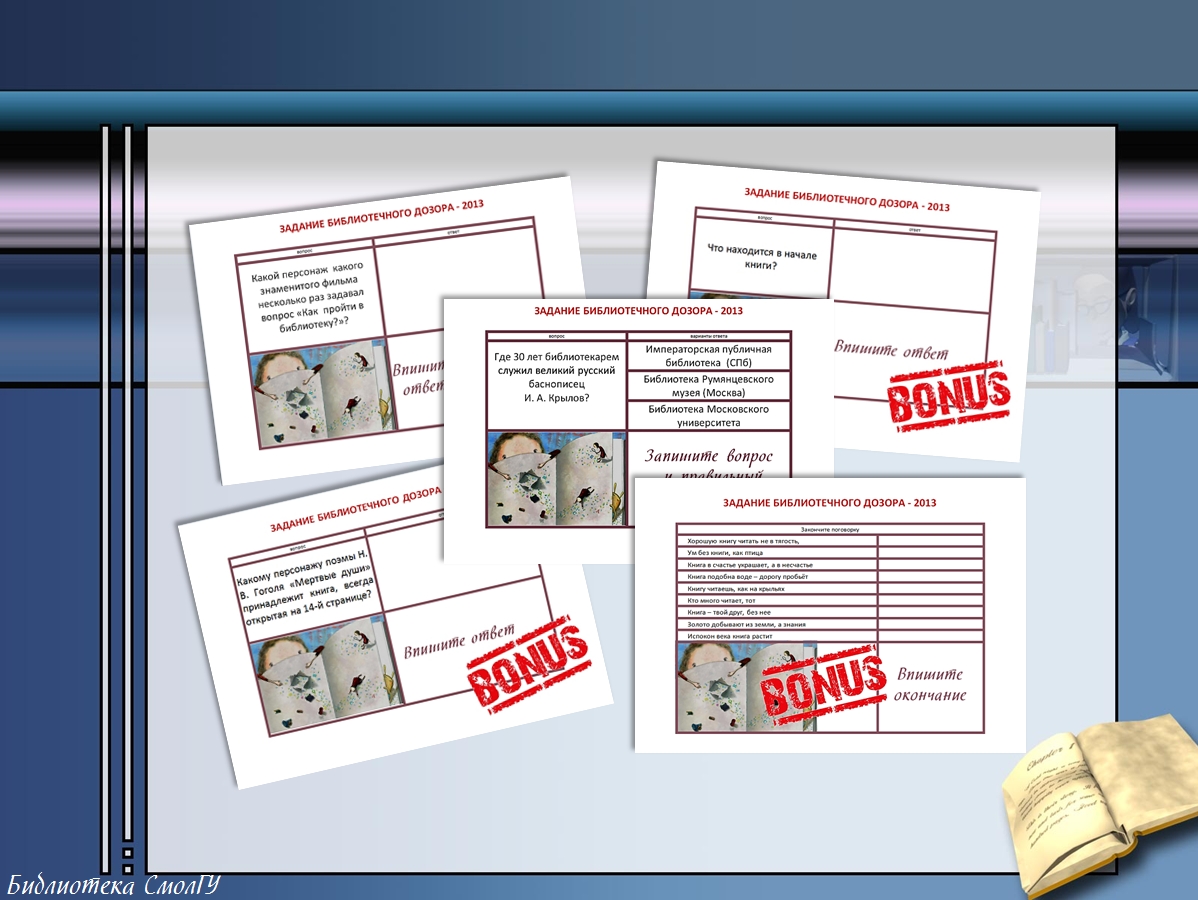 ЗАДАНИЕ БИБЛИОТЕЧНОГО ДОЗОРА - 2013
вопрос
ответ
Какой персонаж какого
знаменитого фильма
несколько раз задавал
вопрос «Как пройти в
библиотеку?»?
Впишите
ответ
ЗАДАНИЕ БИБЛИОТЕЧНОГО ДОЗОРА - 2013
вопрос
ответ
Что находится в начале
книги?
Впишите ответ
BONUS
ЗАДАНИЕ БИБЛИОТЕЧНОГО ДОЗОРА - 2013
вопрос
варианты ответа
Где 30 лет библиотекарем
служил великий русский
баснописец
И. А. Крылов?
Императорская публичная
библиотека (СПб)
Библиотека Румянцевского
музея (Москва)
Библиотека Московского
университета
Запишите вопрос
и правильный
ЗАДАНИЕ БИБЛИОТЕЧНОГО ДОЗОРА
вопрос
Какому персонажу поэмы Н.
В. Гоголя «Мертвые души»
принадлежит книга, всегда
открытая на 14-й странице?
Впишите ответ
BONUS
ЗАДАНИЕ БИБЛИОТЕЧНОГО ДОЗОРА - 2013
Закончите поговорку
Хорошую книгу читать не в тягость,
Ум без книги, как птица
Книга в счастье украшает, а в несчастье
Книга подобна воде – дорогу пробьёт
Книгу читаешь, как на крыльях
Кто много читает, тот
Книга – твой друг, без нее
Золото добывают из земли, а знания
Испокон века книга растит
BONUS
Впишите
окончание
Chapter 1
Библиотека СмолГУ